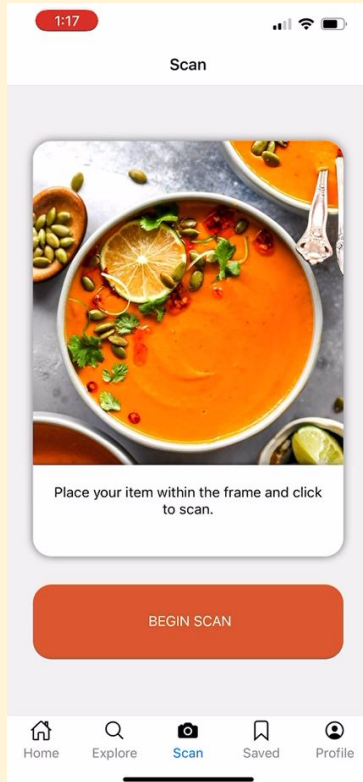 1:17
Scan
Place your item within the frame and click
to scan.
BEGIN SCAN
Home
Explore
Scan
Saved
Profile